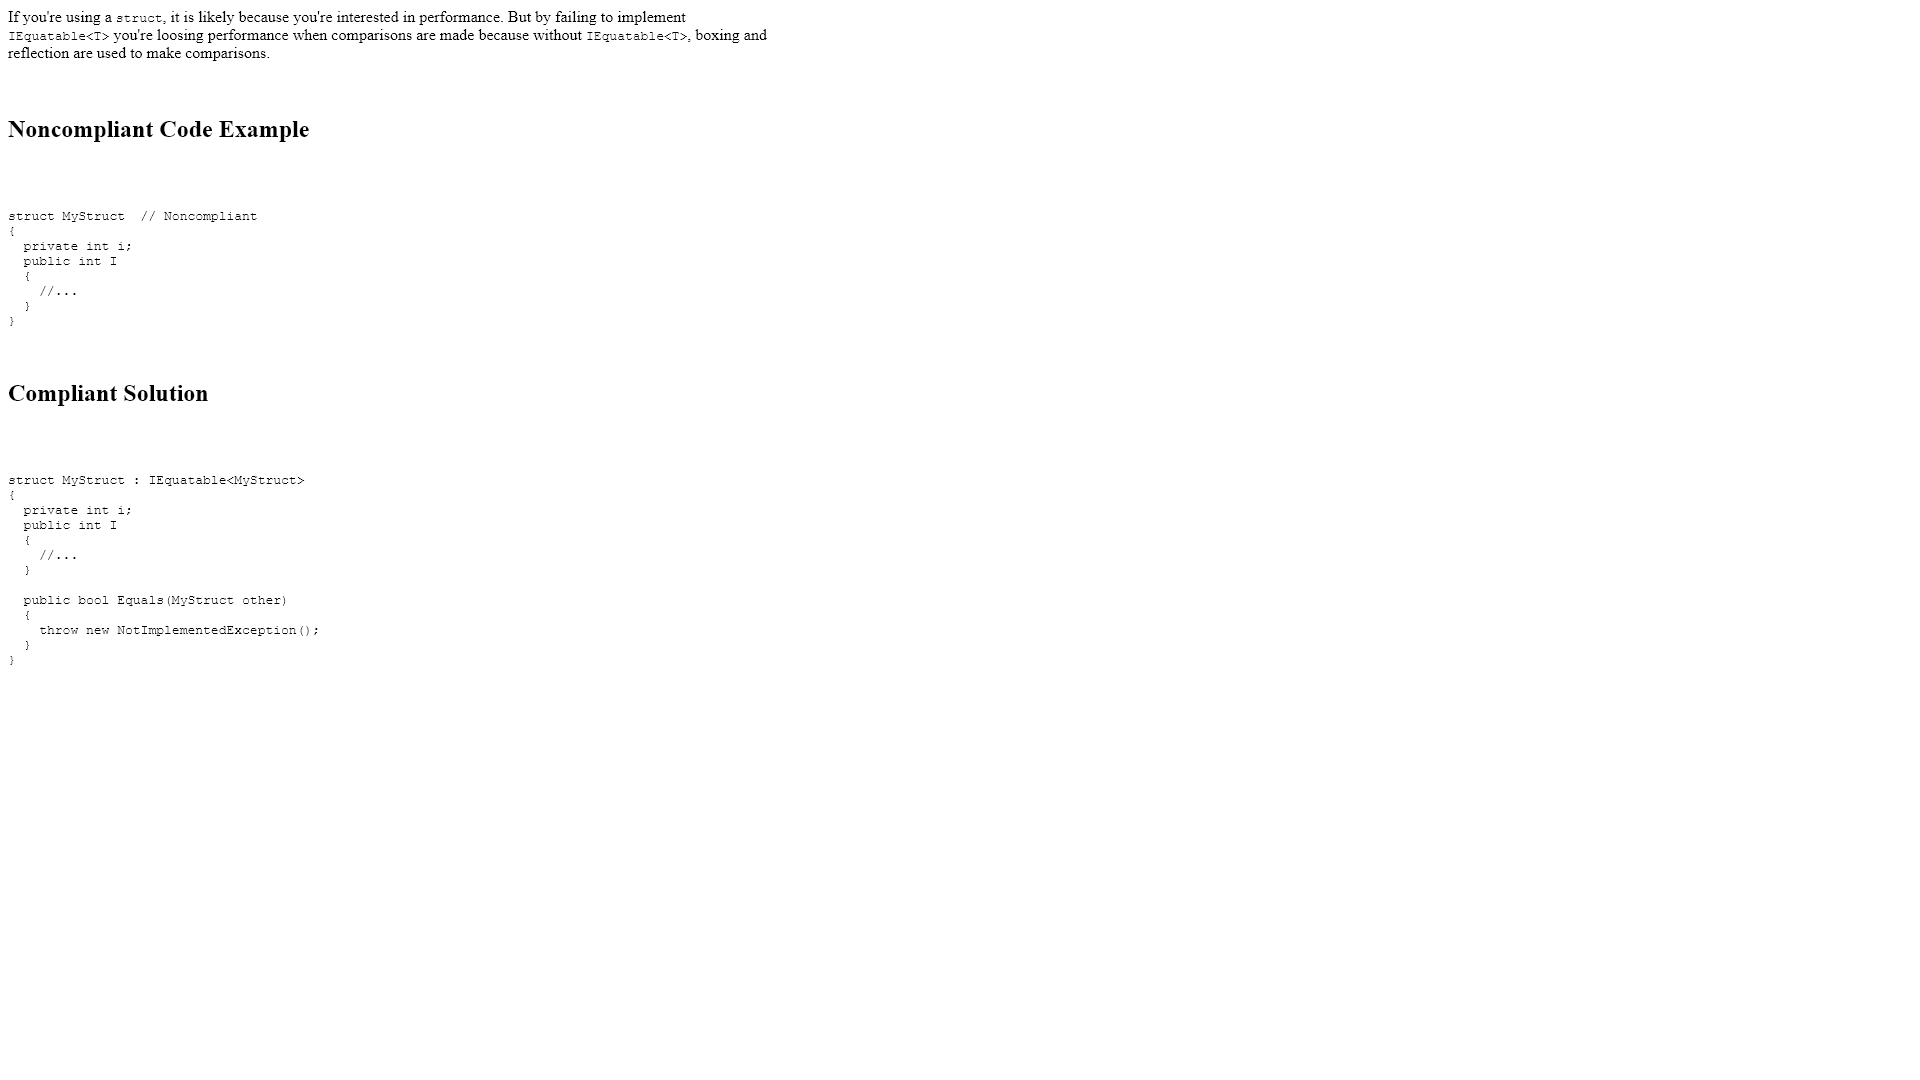 If you're using a struct, it is likely because you're interested in performance. But by failing to implement
IEquatable<T> you're loosing performance when comparisons are made because without IEquatable<T>, boxing and
reflection are used to make comparisons.
Noncompliant Code Example
struct MyStruct  // Noncompliant
{
  private int i;
  public int I
  {
    //...
  }
}
Compliant Solution
struct MyStruct : IEquatable<MyStruct>
{
  private int i;
  public int I
  {
    //...
  }
  public bool Equals(MyStruct other)
  {
    throw new NotImplementedException();
  }
}